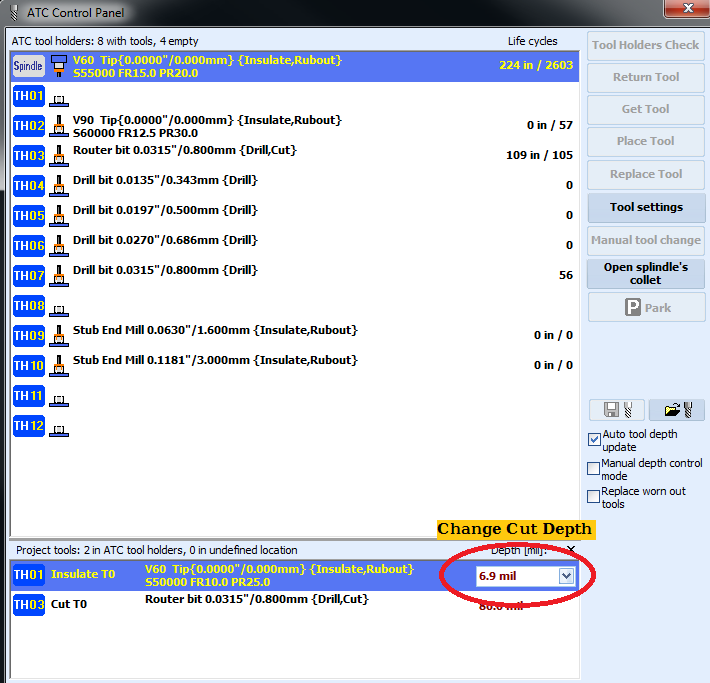 ATC Control Panel
ATC tool holders: 8 with tools, 4 empty Life cycles
Spindle V60 Tip{0.0000"/0.000mm} {Insulate,Rubout} 224 in / 2603
S55000 FR15.0 PR20.0
TH01
TH02 V90 Tip{0.0000"/0.000mm} {Insulate,Rubout} 0 in / 57
S60000 FR12.5 PR30.0
TH03 Router bit 0.0315"/0.800mm {Drill,Cut} 109 in / 105
TH04 Drill bit 0.0135"/0.343mm {Drill} 0
TH05 Drill bit 0.0197"/0.500mm {Drill} 0
TH06 Drill bit 0.0270"/0.686mm {Drill} 0
TH07 Drill bit 0.0315"/0.800mm {Drill} 56
TH08
TH09 Stub End Mill 0.0630"/1.600mm {Insulate,Rubout} 0 in / 0
TH10 Stub End Mill 0.1181"/3.000mm {Insulate,Rubout} 0 in / 0
TH11
TH12
Tool Holders Check
Return Tool
Get Tool
Place Tool
Replace Tool
Tool settings
Manual tool change
Open splindle's
collet
P Park
Auto tool depth
update
Manual depth control
mode
Replace worn out
tools
Change Cut Depth
Project tools: 2 in ATC tool holders, 0 in undefined location Depth [mil]:
TH01 Insulate T0 V60 Tip{0.0000"/0.000mm} {Insulate,Rubout} 6.9 mil
S50000 FR10.0 PR25.0
TH03 Cut T0 Router bit 0.0315"/0.800mm {Drill,Cut} 80.0 mil